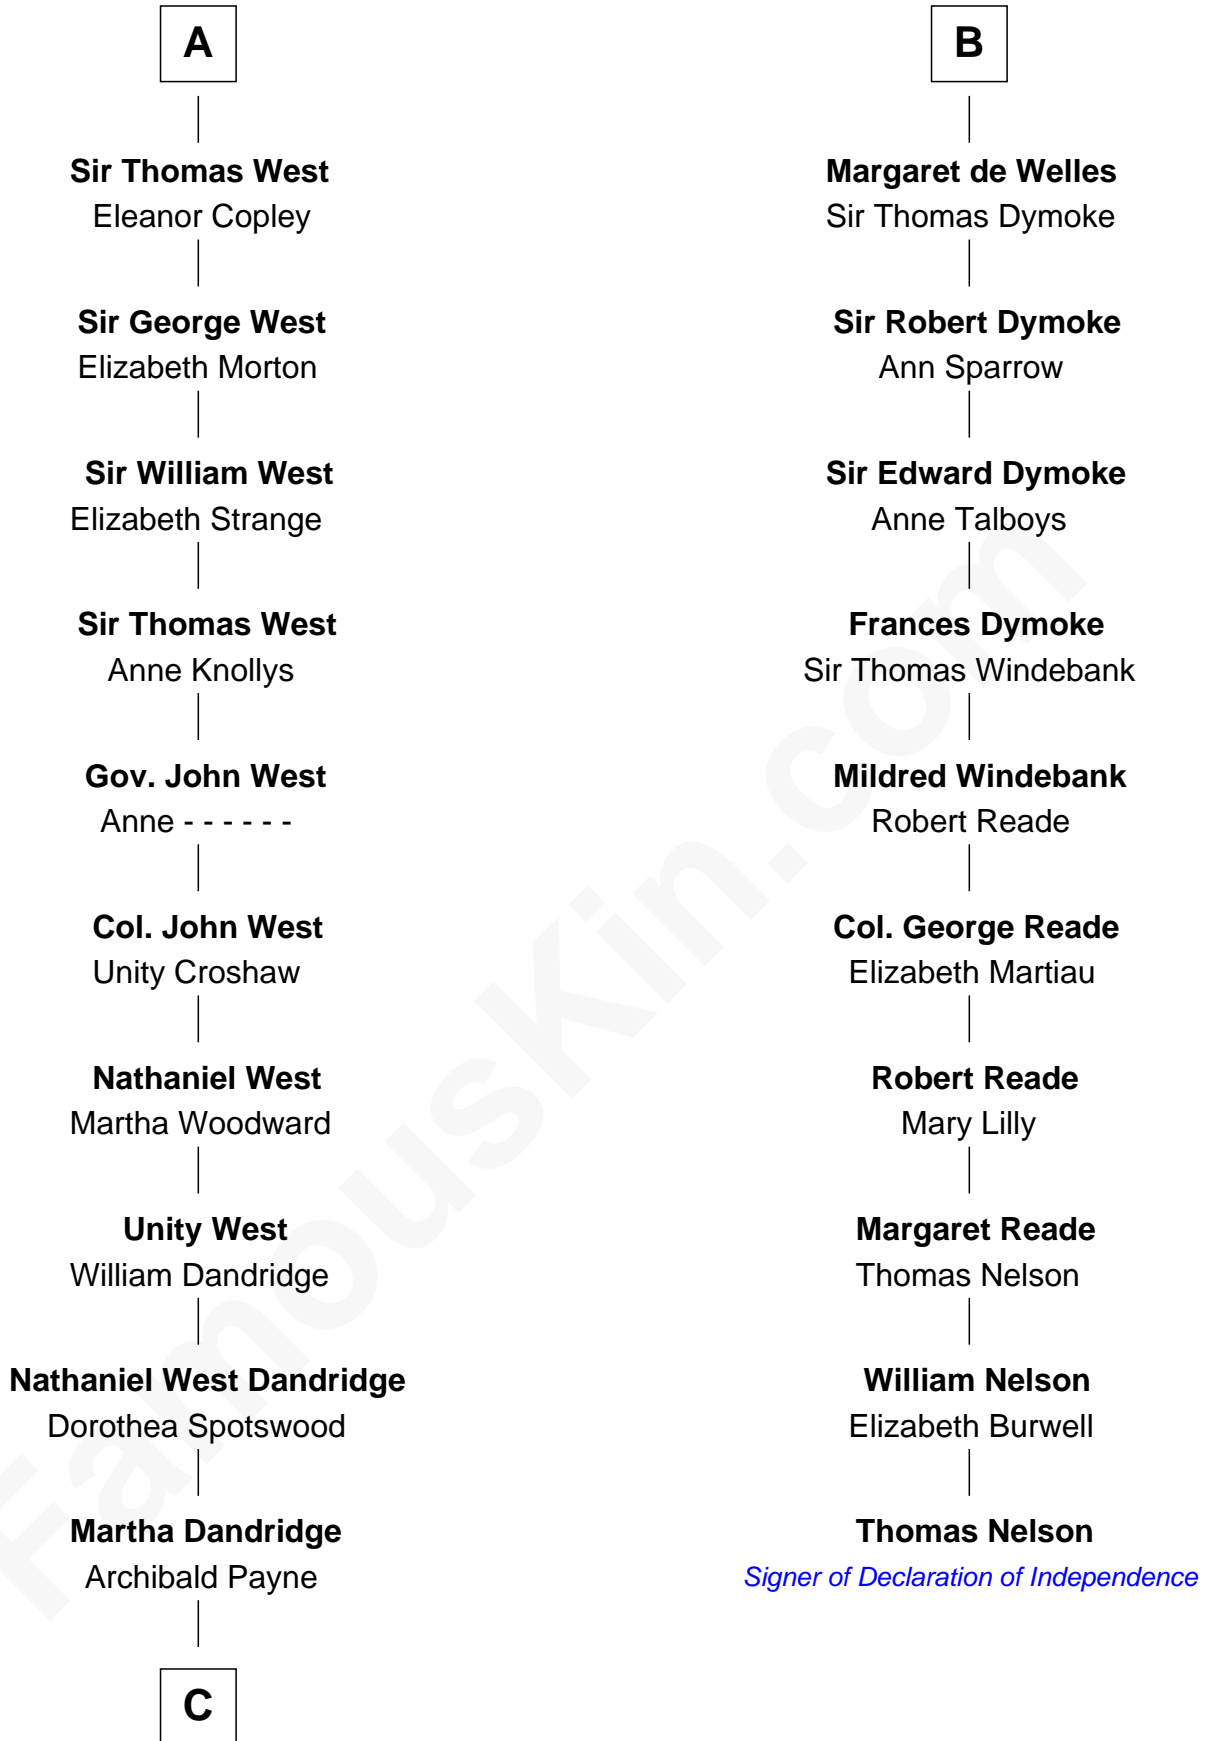 A
Sir Thomas West
Eleanor Copley
Sir George West
Elizabeth Morton
Sir William West
Elizabeth Strange
Sir Thomas West
Anne Knollys
Gov. John West
Anne - - - - - -
Col. John West
Unity Croshaw
Nathaniel West
Martha Woodward
Unity West
William Dandridge
Nathaniel West Dandridge
Dorothea Spotswood
Martha Dandridge
Archibald Payne
C
B
Margaret de Welles
Sir Thomas Dymoke
Sir Robert Dymoke
Ann Sparrow
Sir Edward Dymoke
Anne Talboys
Frances Dymoke
Sir Thomas Windebank
Mildred Windebank
Robert Reade
Col. George Reade
Elizabeth Martiau
Robert Reade
Mary Lilly
Margaret Reade
Thomas Nelson
William Nelson
Elizabeth Burwell
Thomas Nelson
Signer of Declaration of Independence
FamousKin.com